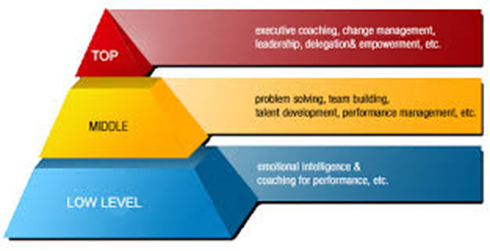 TOP
executive coaching, change management,
leadership, delegation& empowerment, etc.
MIDDLE
problem solving, team building,
talent development, performance management, etc.
LOW LEVEL
emotional intelligence &
coaching for performance, etc.